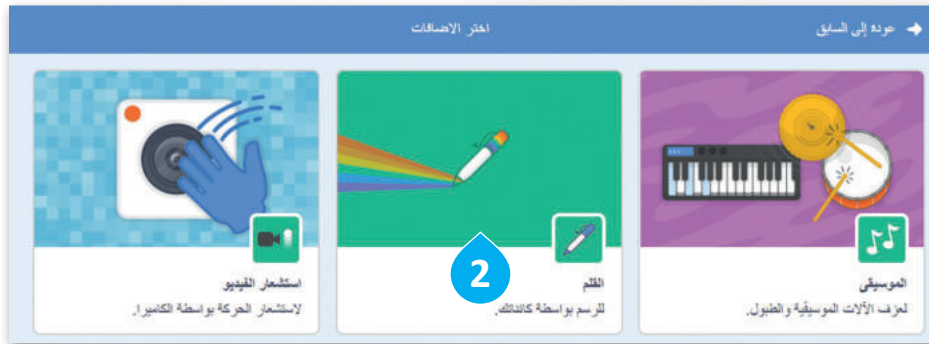 عودة إلى السابق
اختر الاضافات
الموسيقى
لعزف الآلات الموسيقية والطبول.
القلم
للرسم بواسطة كائناتك.
2
استشعار الفيديو
لاستشعار الحركة بواسطة الكاميرا.